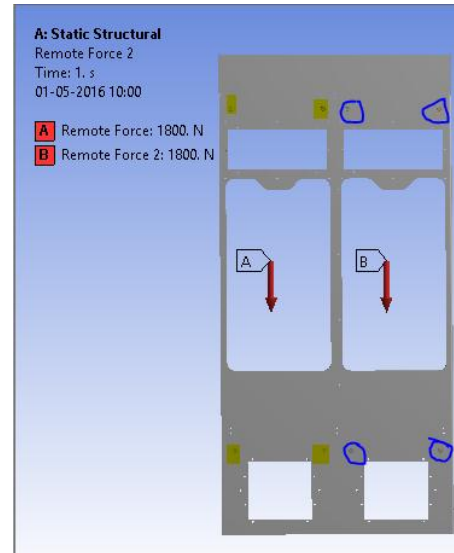 A: Static Structural
Remote Force 2
Time: 1. s
01-05-2016 10:00
A Remote Force: 1800. N
B Remote Force 2: 1800. N
A
B